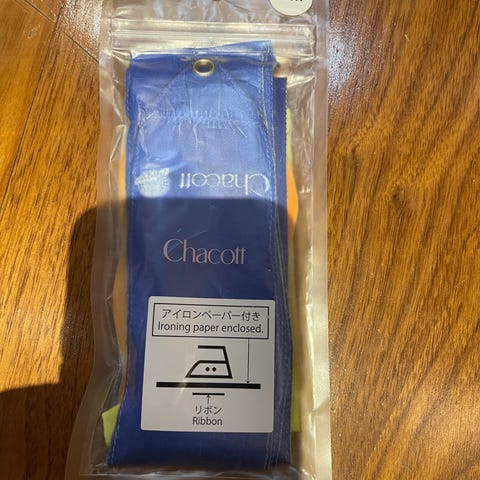 Chacott
Chacott
アイロンペーパー付き
Ironing paper enclosed.
リボン
Ribbon